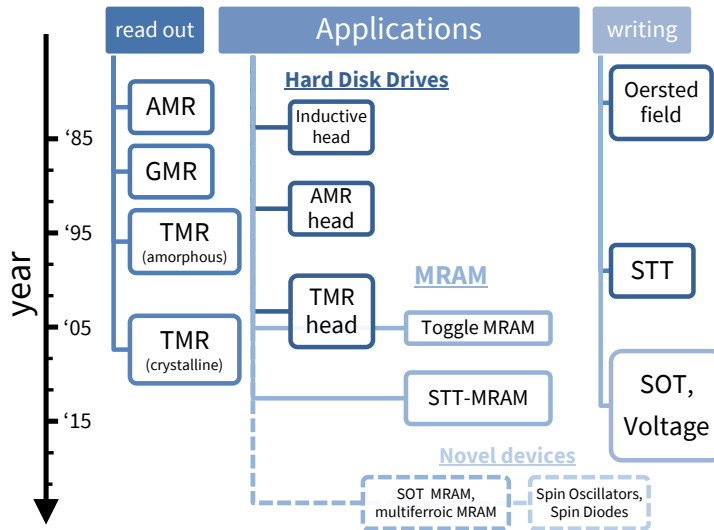 read out
Applications
writing
Hard Disk Drives
AMR
Inductive
head
Oersted
field
‘85
GMR
AMR
head
‘95
TMR
(amorphous)
STT
MRAM
year
TMR
head
‘05
Toggle MRAM
TMR
(crystalline)
STT-MRAM
SOT,
Voltage
‘15
Novel devices
SOT MRAM,
multiferroic MRAM
Spin Oscillators,
Spin Diodes